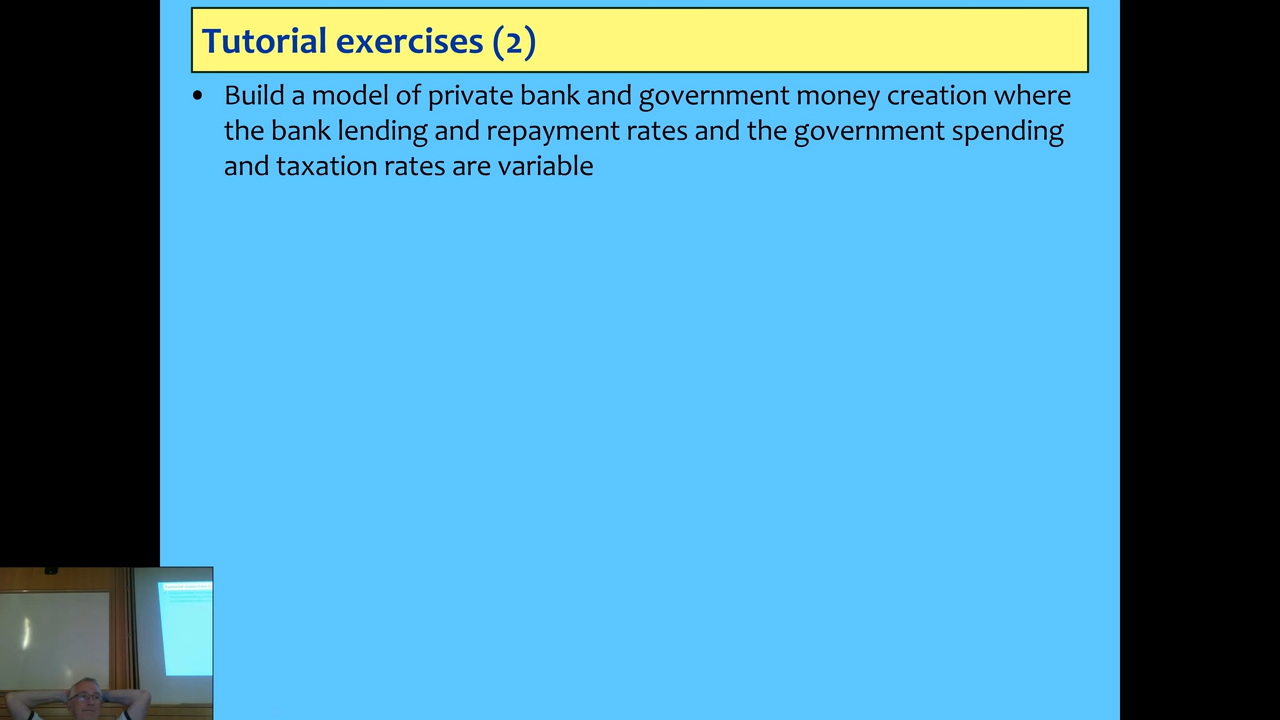 Tutorial exercises (2)
• Build a model of private bank and government money creation where
the bank lending and repayment rates and the government spending
and taxation rates are variable